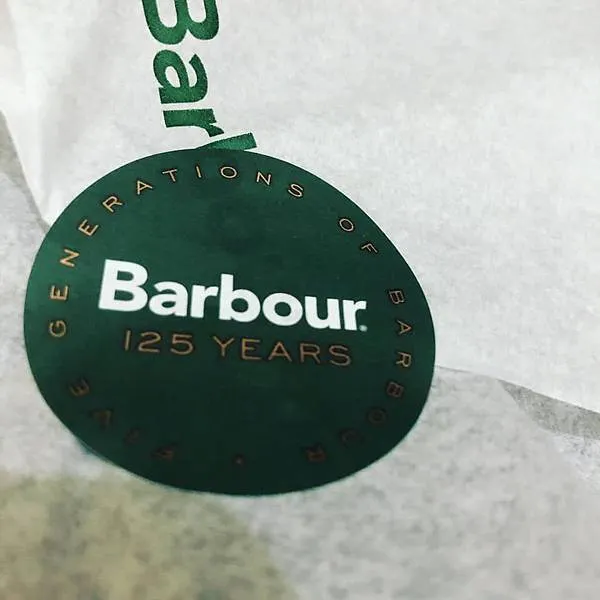 Bar
FIVE GENERATIONS OF BARBOUR
Barbour
125 YEARS